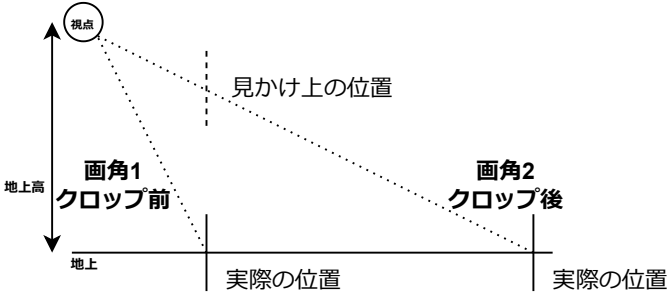 視点
見かけ上の位置
画角1
クロップ前
画角2
クロップ後
地上高
地上
実際の位置
実際の位置